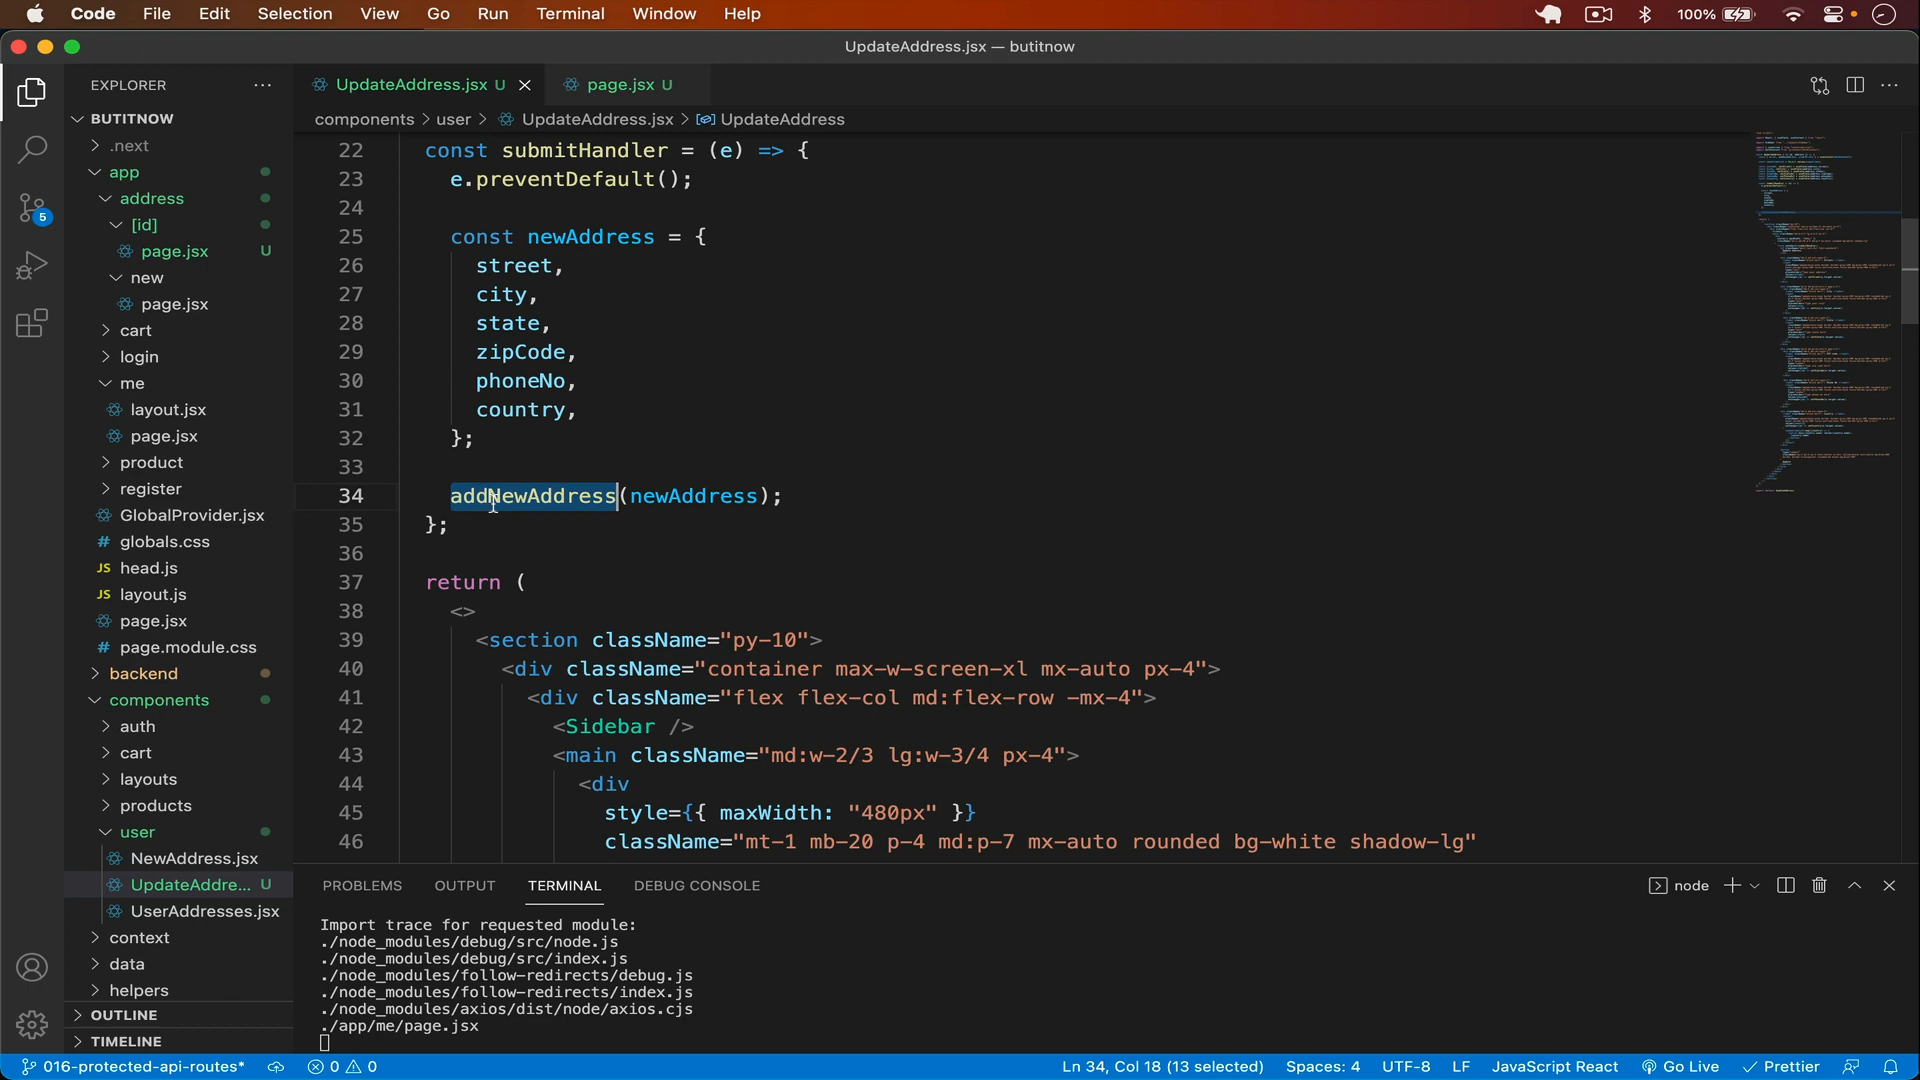 Code File Edit Selection View Go Run Terminal Window Help 100%
UpdateAddress.jsx — butitnow
EXPLORER
UpdateAddress.jsx U
page.jsx U
components > user > UpdateAddress.jsx > UpdateAddress
BUTITNOW
.next
app
address
[id]
page.jsx U
new
page.jsx
cart
login
me
layout.jsx
page.jsx
product
register
GlobalProvider.jsx
# globals.css
JS head.js
JS layout.js
page.jsx
# page.module.css
backend
components
auth
cart
layouts
products
user
NewAddress.jsx
UpdateAddre... U
UserAddresses.jsx
context
data
helpers
OUTLINE
TIMELINE
5
22 const submitHandler = (e) => {
23 e.preventDefault();
24
25 const newAddress = {
26 street,
27 city,
28 state,
29 zipCode,
30 phoneNo,
31 country,
32 };
33
34 addNewAddress(newAddress);
35 };
36
37 return (
38 <>
39 <section className="py-10">
40 <div className="container max-w-screen-xl mx-auto px-4">
41 <div className="flex flex-col md:flex-row -mx-4">
42 <Sidebar />
43 <main className="md:w-2/3 lg:w-3/4 px-4">
44 <div
45 style={{ maxWidth: "480px" }}
46 className="mt-1 mb-20 p-4 md:p-7 mx-auto rounded bg-white shadow-lg"
PROBLEMS OUTPUT TERMINAL DEBUG CONSOLE
node
Import trace for requested module:
./node_modules/debug/src/node.js
./node_modules/debug/src/index.js
./node_modules/follow-redirects/debug.js
./node_modules/follow-redirects/index.js
./node_modules/axios/dist/node/axios.cjs
./app/me/page.jsx
016-protected-api-routes* 0 0 Ln 34, Col 18 (13 selected) Spaces: 4 UTF-8 LF JavaScript React Go Live Prettier